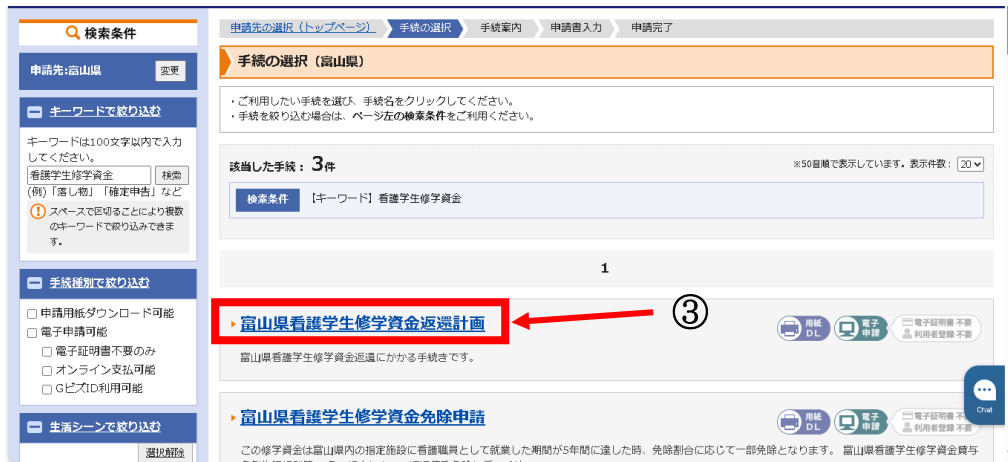 検索条件
申請先:富山県
変更
キーワードで絞り込む
キーワードは100文字以内で入力
してください。
看護学生修学資金
検索
(例)「落し物」「確定申告」など
スペースで区切ることにより複数
のキーワードで絞り込みできま
す。
手続種別で絞り込む
申請用紙ダウンロード可能
電子申請可能
電子証明書不要のみ
オンライン支払可能
GビズID利用可能
生活シーンで絞り込む
選択解除
申請先の選択（トップページ）
手続の選択
手続案内
申請書入力
申請完了
手続の選択（富山県）
・ご利用したい手続を選び、手続名をクリックしてください。
・手続を絞り込む場合は、ページ左の検索条件をご利用ください。
該当した手続： 3件
※50音順で表示しています。表示件数： 20
検索条件
【キーワード】看護学生修学資金
1
富山県看護学生修学資金返還計画
③
用紙
DL
電子
申請
電子証明書 不要
利用者登録 不要
富山県看護学生修学資金返還にかかる手続きです。
Chat
富山県看護学生修学資金免除申請
用紙
DL
電子
申請
電子証明書 不
利用者登録 不要
この修学資金は富山県内の指定施設に看護職員として就業した期間が5年間に達した時、免除割合に応じて一部免除となります。 富山県看護学生修学資金貸与